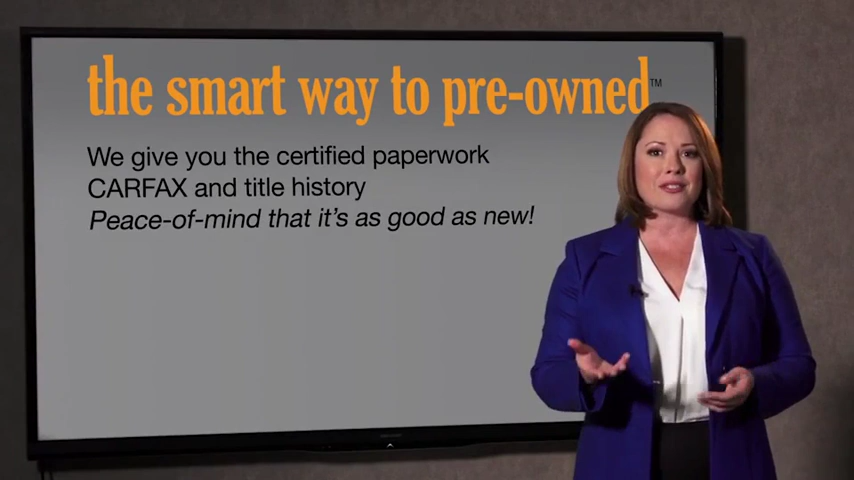 the smart way to pre-owned™
We give you the certified paperwork
CARFAX and title history
Peace-of-mind that it's as good as new!